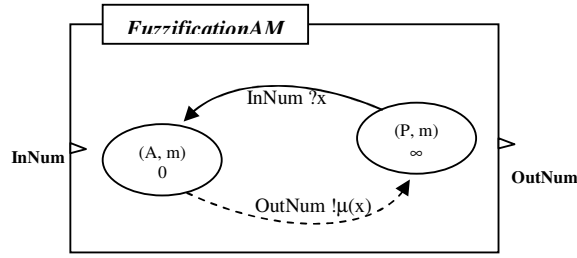 FuzzificationAM
InNum ?x
(A, m)
0
(P, m)
∞
InNum
OutNum
OutNum !μ(x)